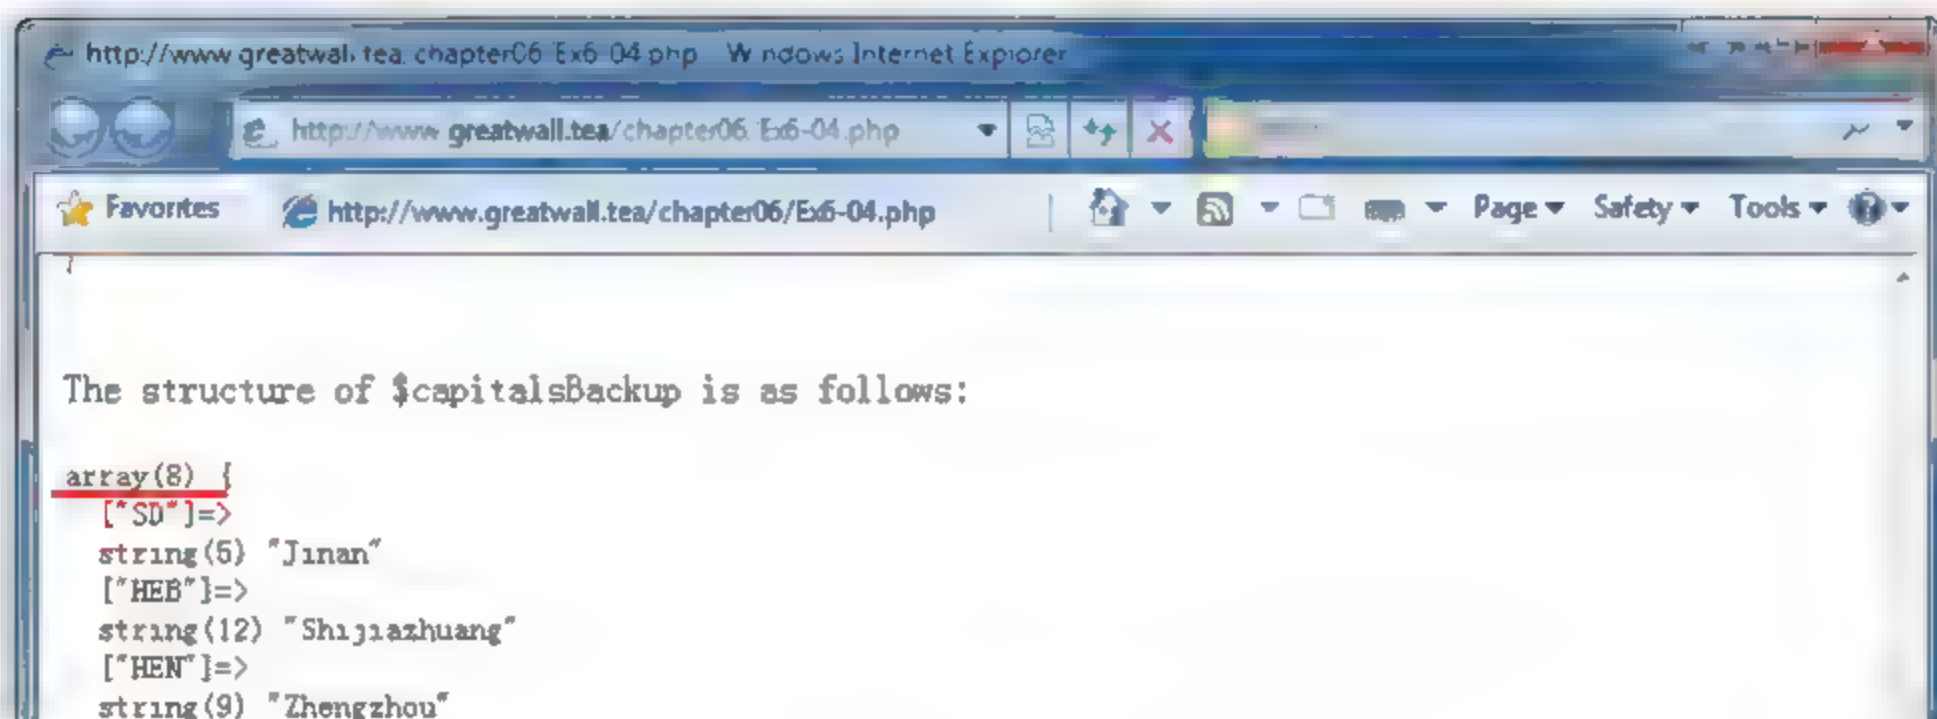 http://www.greatwall.tea/chapter06/Ex6-04.php - Windows Internet Explorer
http://www.greatwall.tea/chapter06/Ex6-04.php
Favorites http://www.greatwall.tea/chapter06/Ex6-04.php Page Safety Tools
}
The structure of $capitalsBackup is as follows:
array(8) {
["SD"]=>
string(5) "Jinan"
["HEB"]=>
string(12) "Shijiazhuang"
["HEN"]=>
string(9) "Zhengzhou"